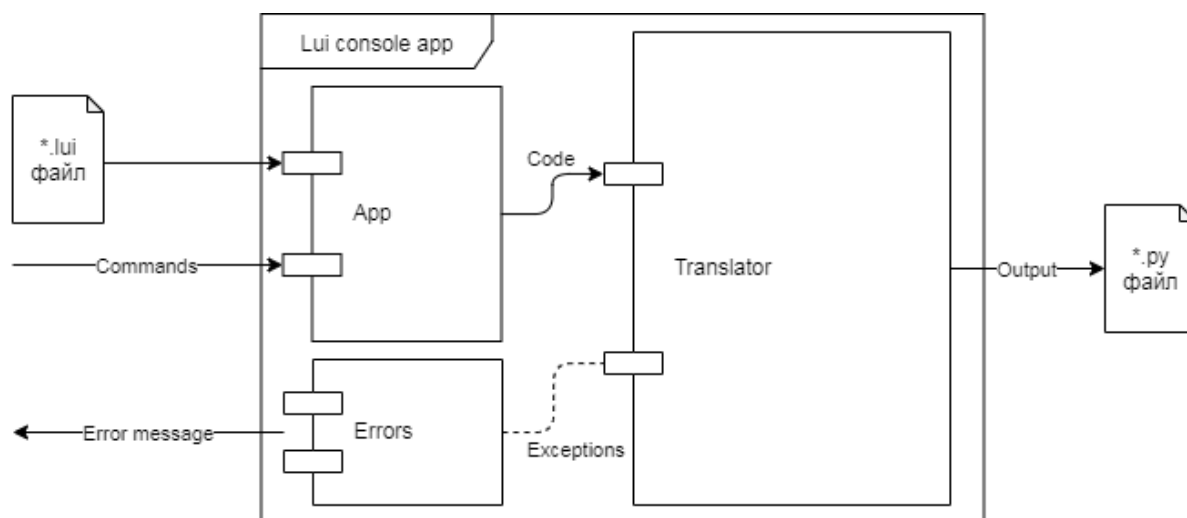 Lui console app
*.lui
файл
Code
App
Commands
Translator
Output
*.py
файл
Error message
Errors
Exceptions